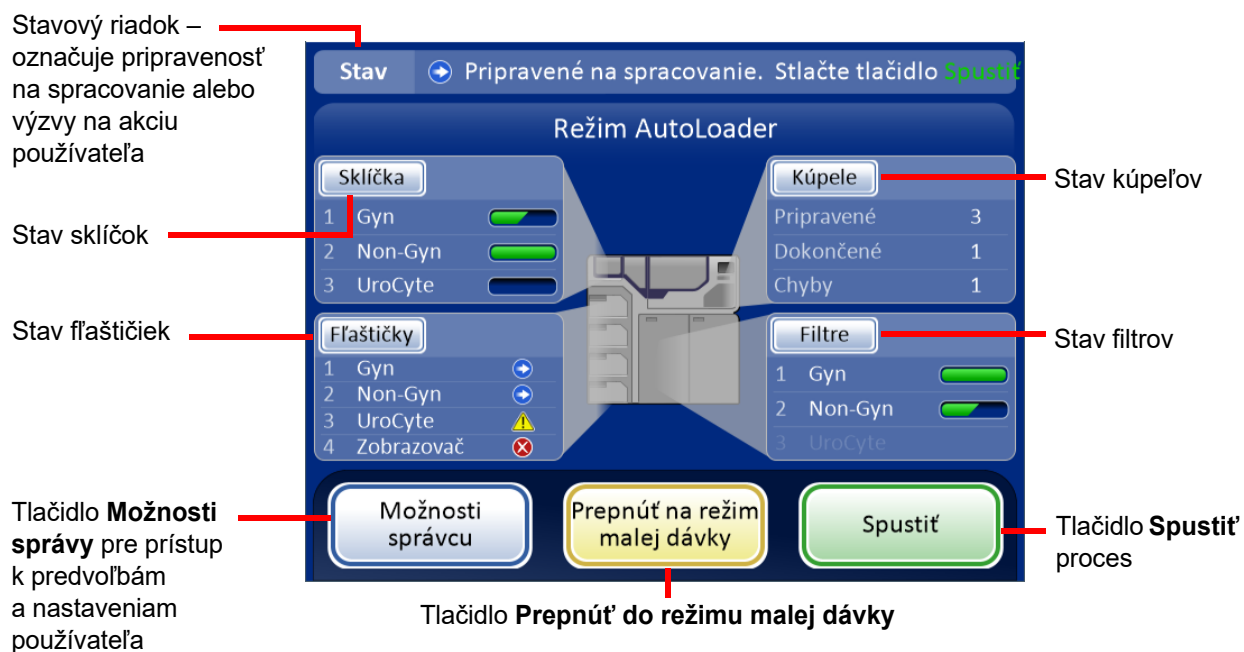 Stavový riadok –
označuje pripravenosť
na spracovanie alebo
výzvy na akciu
používateľa
Stav
Pripravené na spracovanie. Stlačte tlačidlo Spustiť
Režim AutoLoader
Sklíčka
1 Gyn
2 Non-Gyn
3 UroCyte
Kúpele
Pripravené 3
Dokončené 1
Chyby 1
Stav kúpeľov
Stav sklíčok
Stav fľaštičiek
Fľaštičky
1 Gyn
2 Non-Gyn
3 UroCyte
4 Zobrazovač
Filtre
1 Gyn
2 Non-Gyn
3 UroCyte
Stav filtrov
Tlačidlo Možnosti
správy pre prístup
k predvoľbám
a nastaveniam
používateľa
Možnosti
správcu
Prepnúť na režim
malej dávky
Spustiť
Tlačidlo Spustiť
proces
Tlačidlo Prepnúť do režimu malej dávky